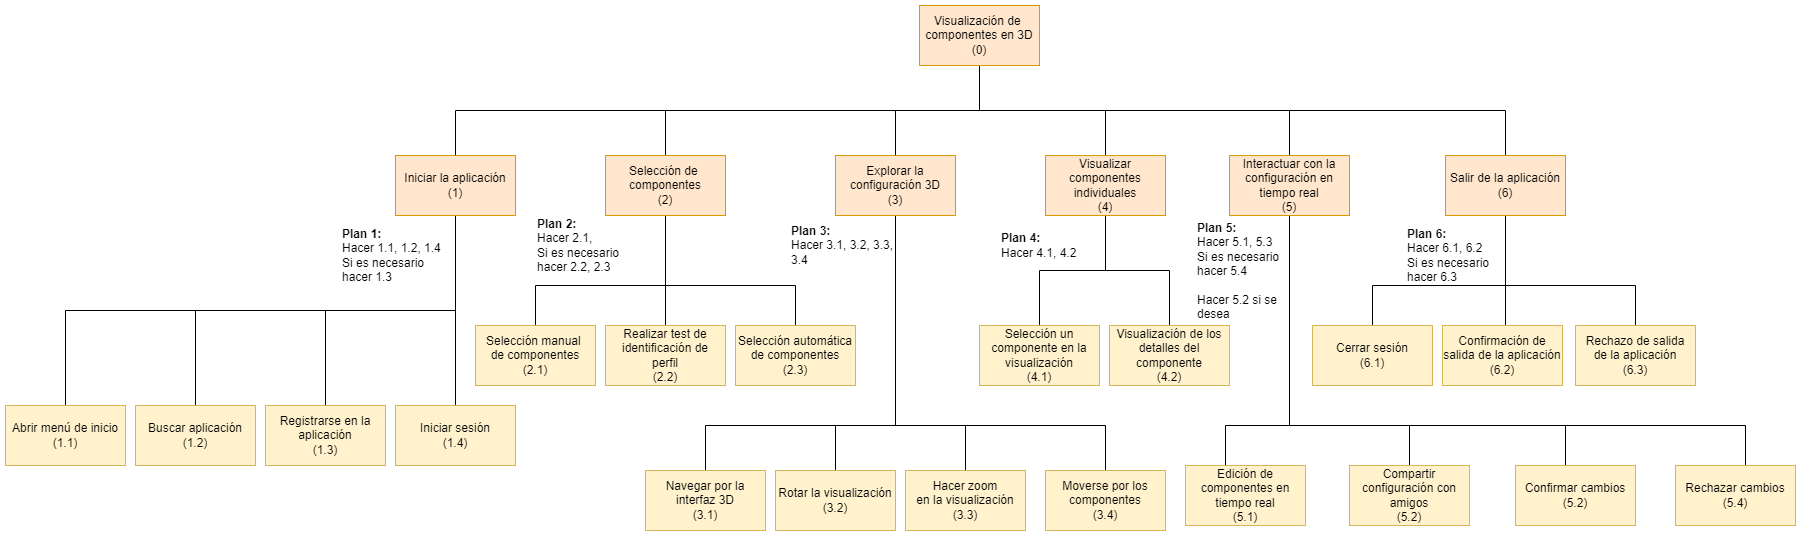 Visualización de
componentes en 3D
(0)
Iniciar la aplicación
(1)
Selección de
componentes
(2)
Explorar la
configuración 3D
(3)
Visualizar
componentes
individuales
(4)
Interactuar con la
configuración en
tiempo real
(5)
Salir de la aplicación
(6)
Plan 1:
Hacer 1.1, 1.2, 1.4
Si es necesario
hacer 1.3
Plan 2:
Hacer 2.1,
Si es necesario
hacer 2.2, 2.3
Plan 3:
Hacer 3.1, 3.2, 3.3,
3.4
Plan 4:
Hacer 4.1, 4.2
Plan 5:
Hacer 5.1, 5.3
Si es necesario
hacer 5.4
Hacer 5.2 si se
desea
Plan 6:
Hacer 6.1, 6.2
Si es necesario
hacer 6.3
Selección manual
de componentes
(2.1)
Realizar test de
identificación de
perfil
(2.2)
Selección automática
de componentes
(2.3)
Selección un
componente en la
visualización
(4.1)
Visualización de los
detalles del
componente
(4.2)
Cerrar sesión
(6.1)
Confirmación de
salida de la aplicación
(6.2)
Rechazo de salida
de la aplicación
(6.3)
Abrir menú de inicio
(1.1)
Buscar aplicación
(1.2)
Registrarse en la
aplicación
(1.3)
Iniciar sesión
(1.4)
Navegar por la
interfaz 3D
(3.1)
Rotar la visualización
(3.2)
Hacer zoom
en la visualización
(3.3)
Moverse por los
componentes
(3.4)
Edición de
componentes en
tiempo real
(5.1)
Compartir
configuración con
amigos
(5.2)
Confirmar cambios
(5.2)
Rechazar cambios
(5.4)